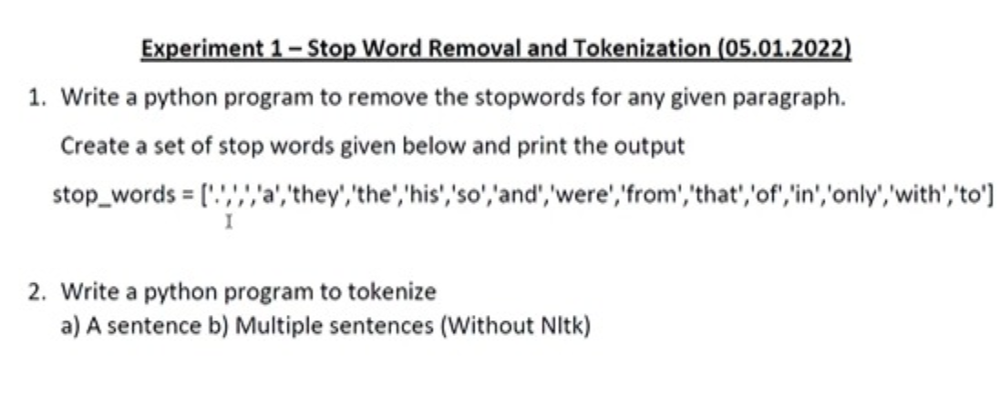 Experiment 1 – Stop Word Removal and Tokenization (05.01.2022)
1. Write a python program to remove the stopwords for any given paragraph.
Create a set of stop words given below and print the output
stop_words = ['.',',','a','they','the','his','so','and','were','from','that','of','in','only','with','to']
2. Write a python program to tokenize
a) A sentence b) Multiple sentences (Without Nltk)